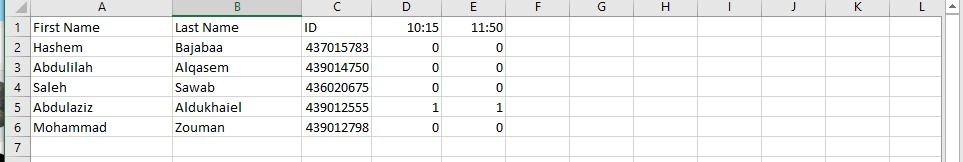 A B C D E F G H I J K L
1 First Name Last Name ID 10:15 11:50
2 Hashem Bajabaa 437015783 0 0
3 Abdulilah Alqasem 439014750 0 0
4 Saleh Sawab 436020675 0 0
5 Abdulaziz Aldukhaiel 439012555 1 1
6 Mohammad Zouman 439012798 0 0
7